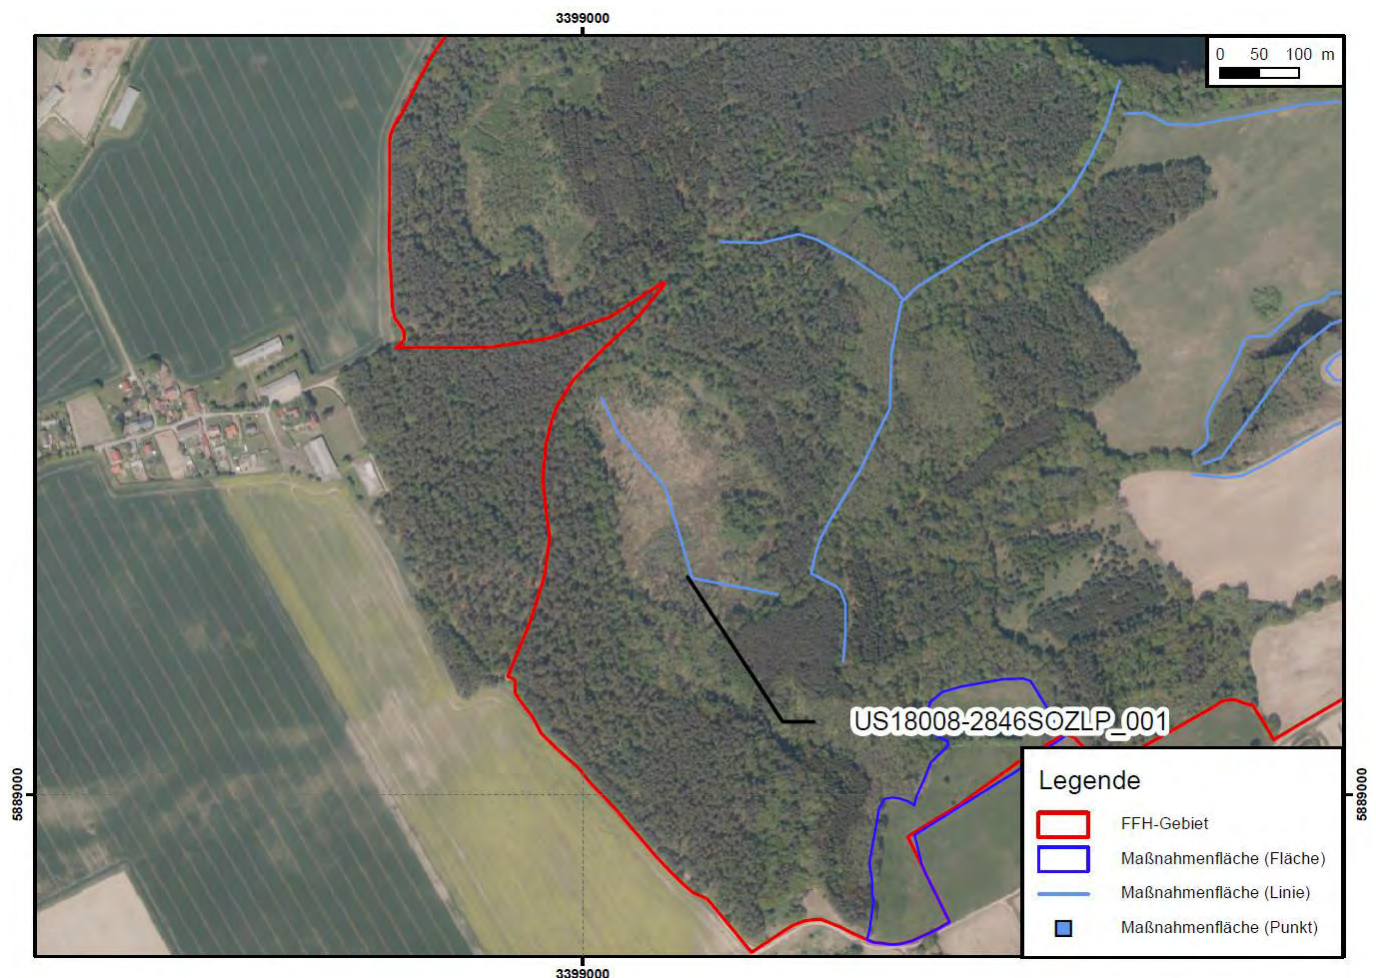 3399000
0 50 100 m
US18008-2846SOZLP_001
5889000
5889000
Legende
FFH-Gebiet
Maßnahmenfläche (Fläche)
Maßnahmenfläche (Linie)
Maßnahmenfläche (Punkt)
3399000